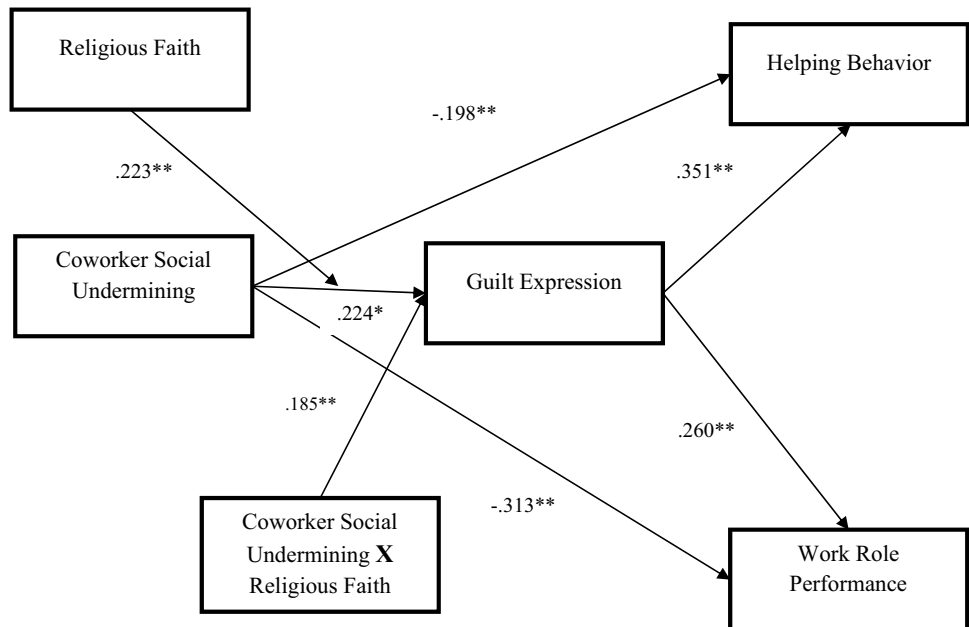 Religious Faith
Helping Behavior
-.198**
.223**
.351**
Coworker Social
Undermining
Guilt Expression
.224*
.185**
.260**
-.313**
Coworker Social
Undermining X
Religious Faith
Work Role
Performance